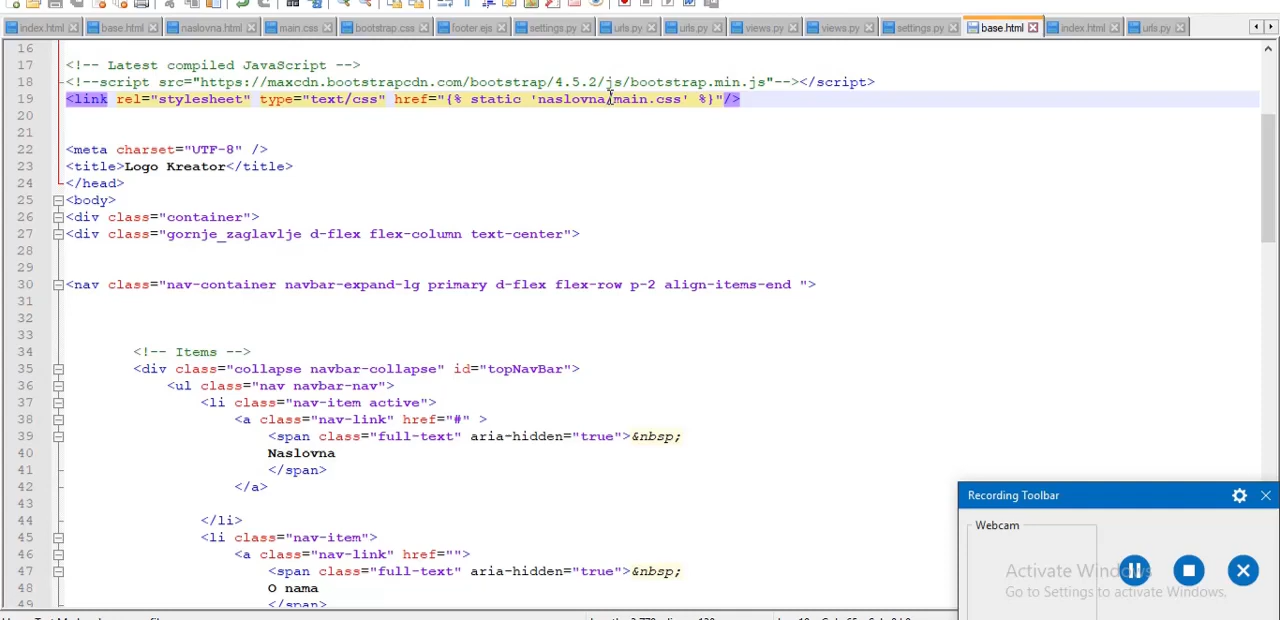 index.html base.html naslovna.html main.css bootstrap.css footer ejs settings.py urls.py urls.py views.py views.py settings.py base.html index.html urls.py
16
17 <!-- Latest compiled JavaScript -->
18 <!--script src="https://maxcdn.bootstrapcdn.com/bootstrap/4.5.2/js/bootstrap.min.js"--></script>
19 <link rel="stylesheet" type="text/css" href="{% static 'naslovna/main.css' %}"/>
20
21
22 <meta charset="UTF-8" />
23 <title>Logo Kreator</title>
24 </head>
25 <body>
26 <div class="container">
27 <div class="gornje_zaglavlje d-flex flex-column text-center">
28
29
30 <nav class="nav-container navbar-expand-lg primary d-flex flex-row p-2 align-items-end ">
31
32
33
34 <!-- Items -->
35 <div class="collapse navbar-collapse" id="topNavBar">
36 <ul class="nav navbar-nav">
37 <li class="nav-item active">
38 <a class="nav-link" href="#" >
39 <span class="full-text" aria-hidden="true">&nbsp;
40 Naslovna
41 </span>
42 </a>
43
44 </li>
45 <li class="nav-item">
46 <a class="nav-link" href="">
47 <span class="full-text" aria-hidden="true">&nbsp;
48 O nama
49 </span>
Recording Toolbar
Webcam
Activate Windows
Go to Settings to activate Windows.